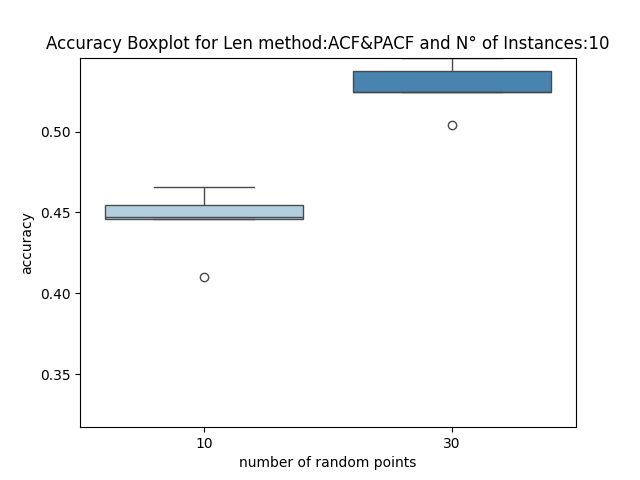 Accuracy Boxplot for Len method:ACF&PACF and N° of Instances:10
0.50
0.45
0.40
0.35
accuracy
10
30
number of random points